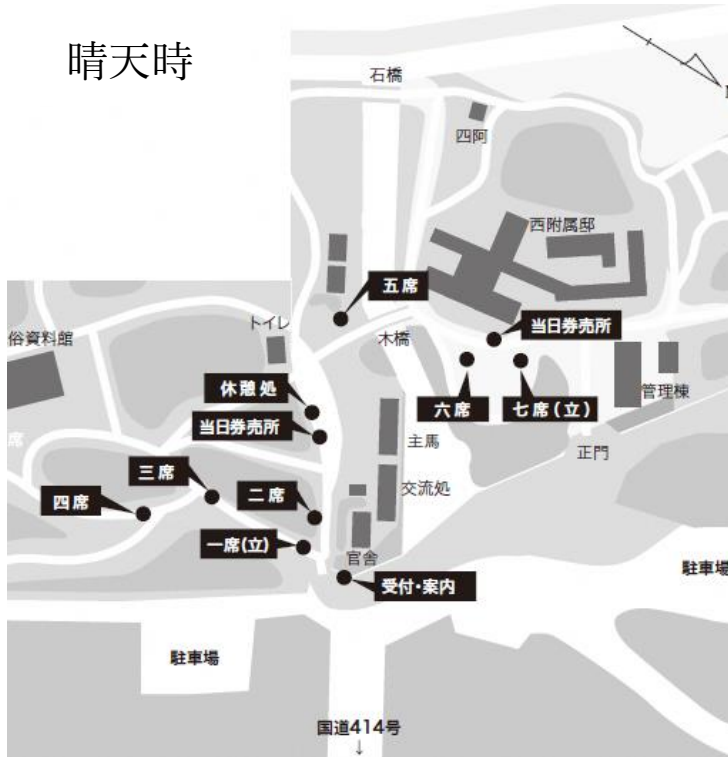 晴天時
石橋
N
四阿
西附属邸
五席
当日券売所
俗資料館
トイレ
木橋
休憩処
六席
七席(立)
管理棟
当日券売所
主馬
正門
席
三席
四席
二席
交流処
一席(立)
官舎
受付・案内
駐車場
駐車場
国道414号
↓